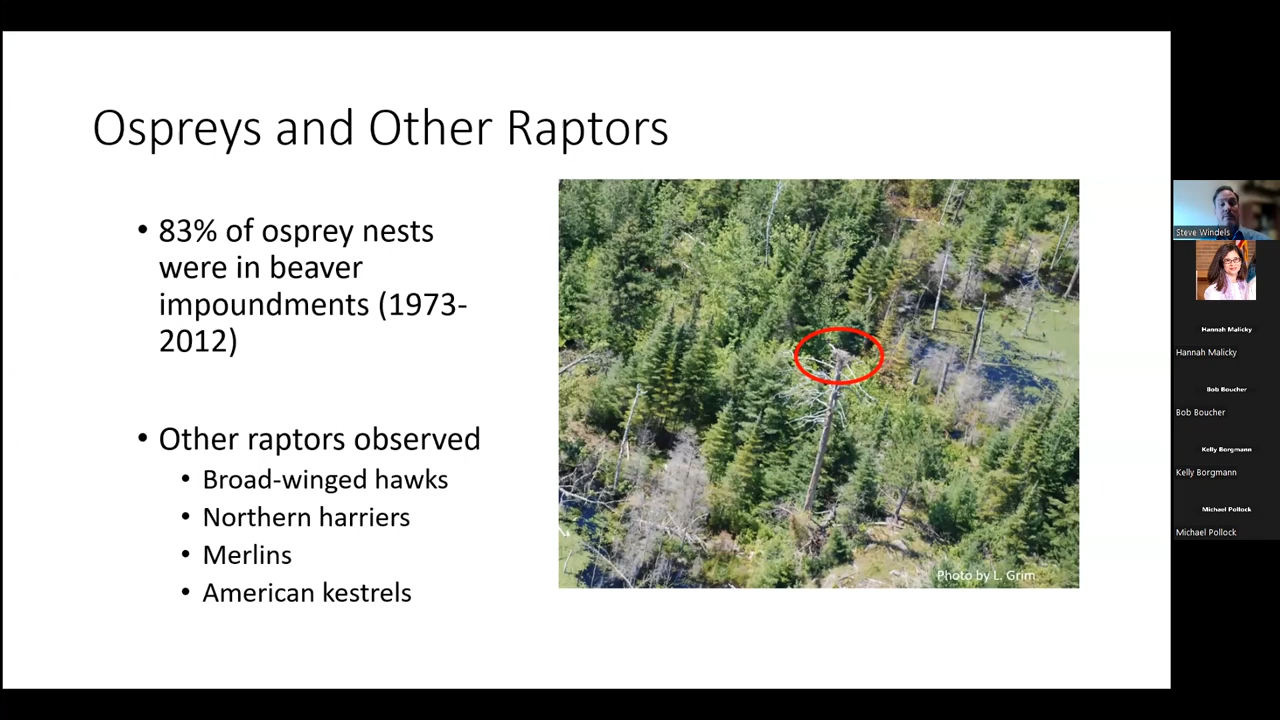 Ospreys and Other Raptors
• 83% of osprey nests
were in beaver
impoundments (1973-
2012)
• Other raptors observed
• Broad-winged hawks
• Northern harriers
• Merlins
• American kestrels
Photo by L. Grim
Steve Windels
Hannah Malicky
Hannah Malicky
Bob Boucher
Bob Boucher
Kelly Borgmann
Kelly Borgmann
Michael Pollock
Michael Pollock